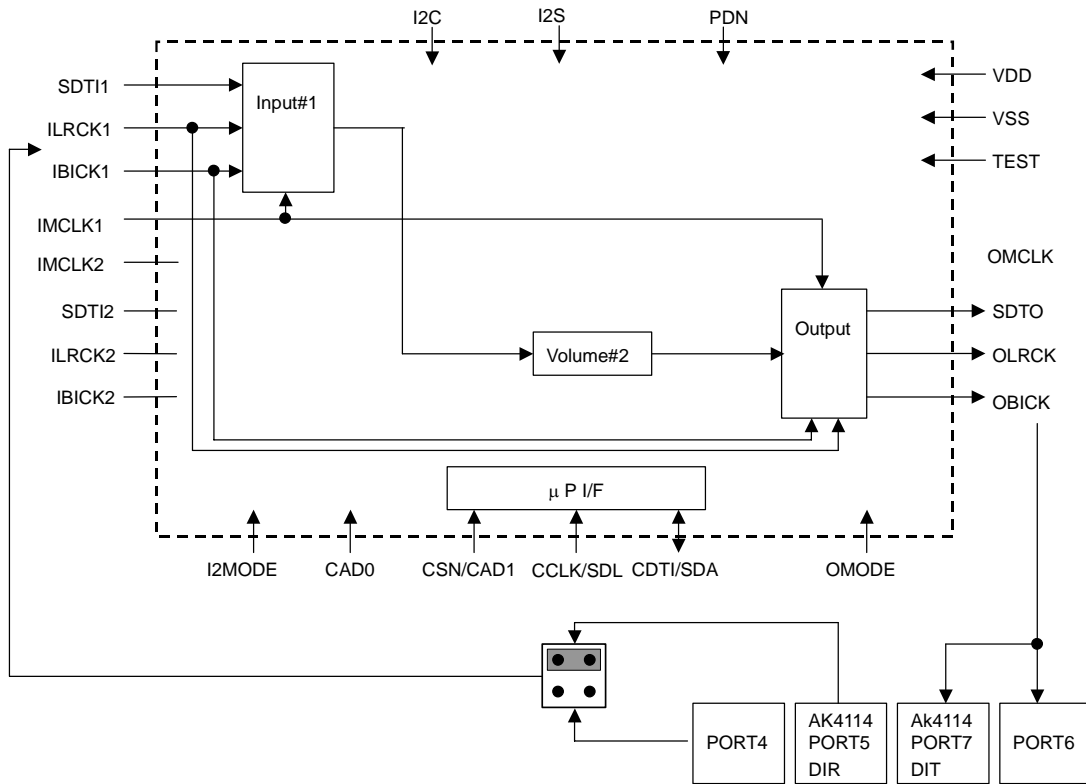 I2C
I2S
PDN
SDTI1
ILRCK1
IBICK1
IMCLK1
IMCLK2
SDTI2
ILRCK2
IBICK2
Input#1
Volume#2
Output
VDD
VSS
TEST
OMCLK
SDTO
OLRCK
OBICK
μ P I/F
I2MODE
CAD0
CSN/CAD1
CCLK/SDL
CDTI/SDA
OMODE
PORT4
AK4114
PORT5
DIR
Ak4114
PORT7
DIT
PORT6